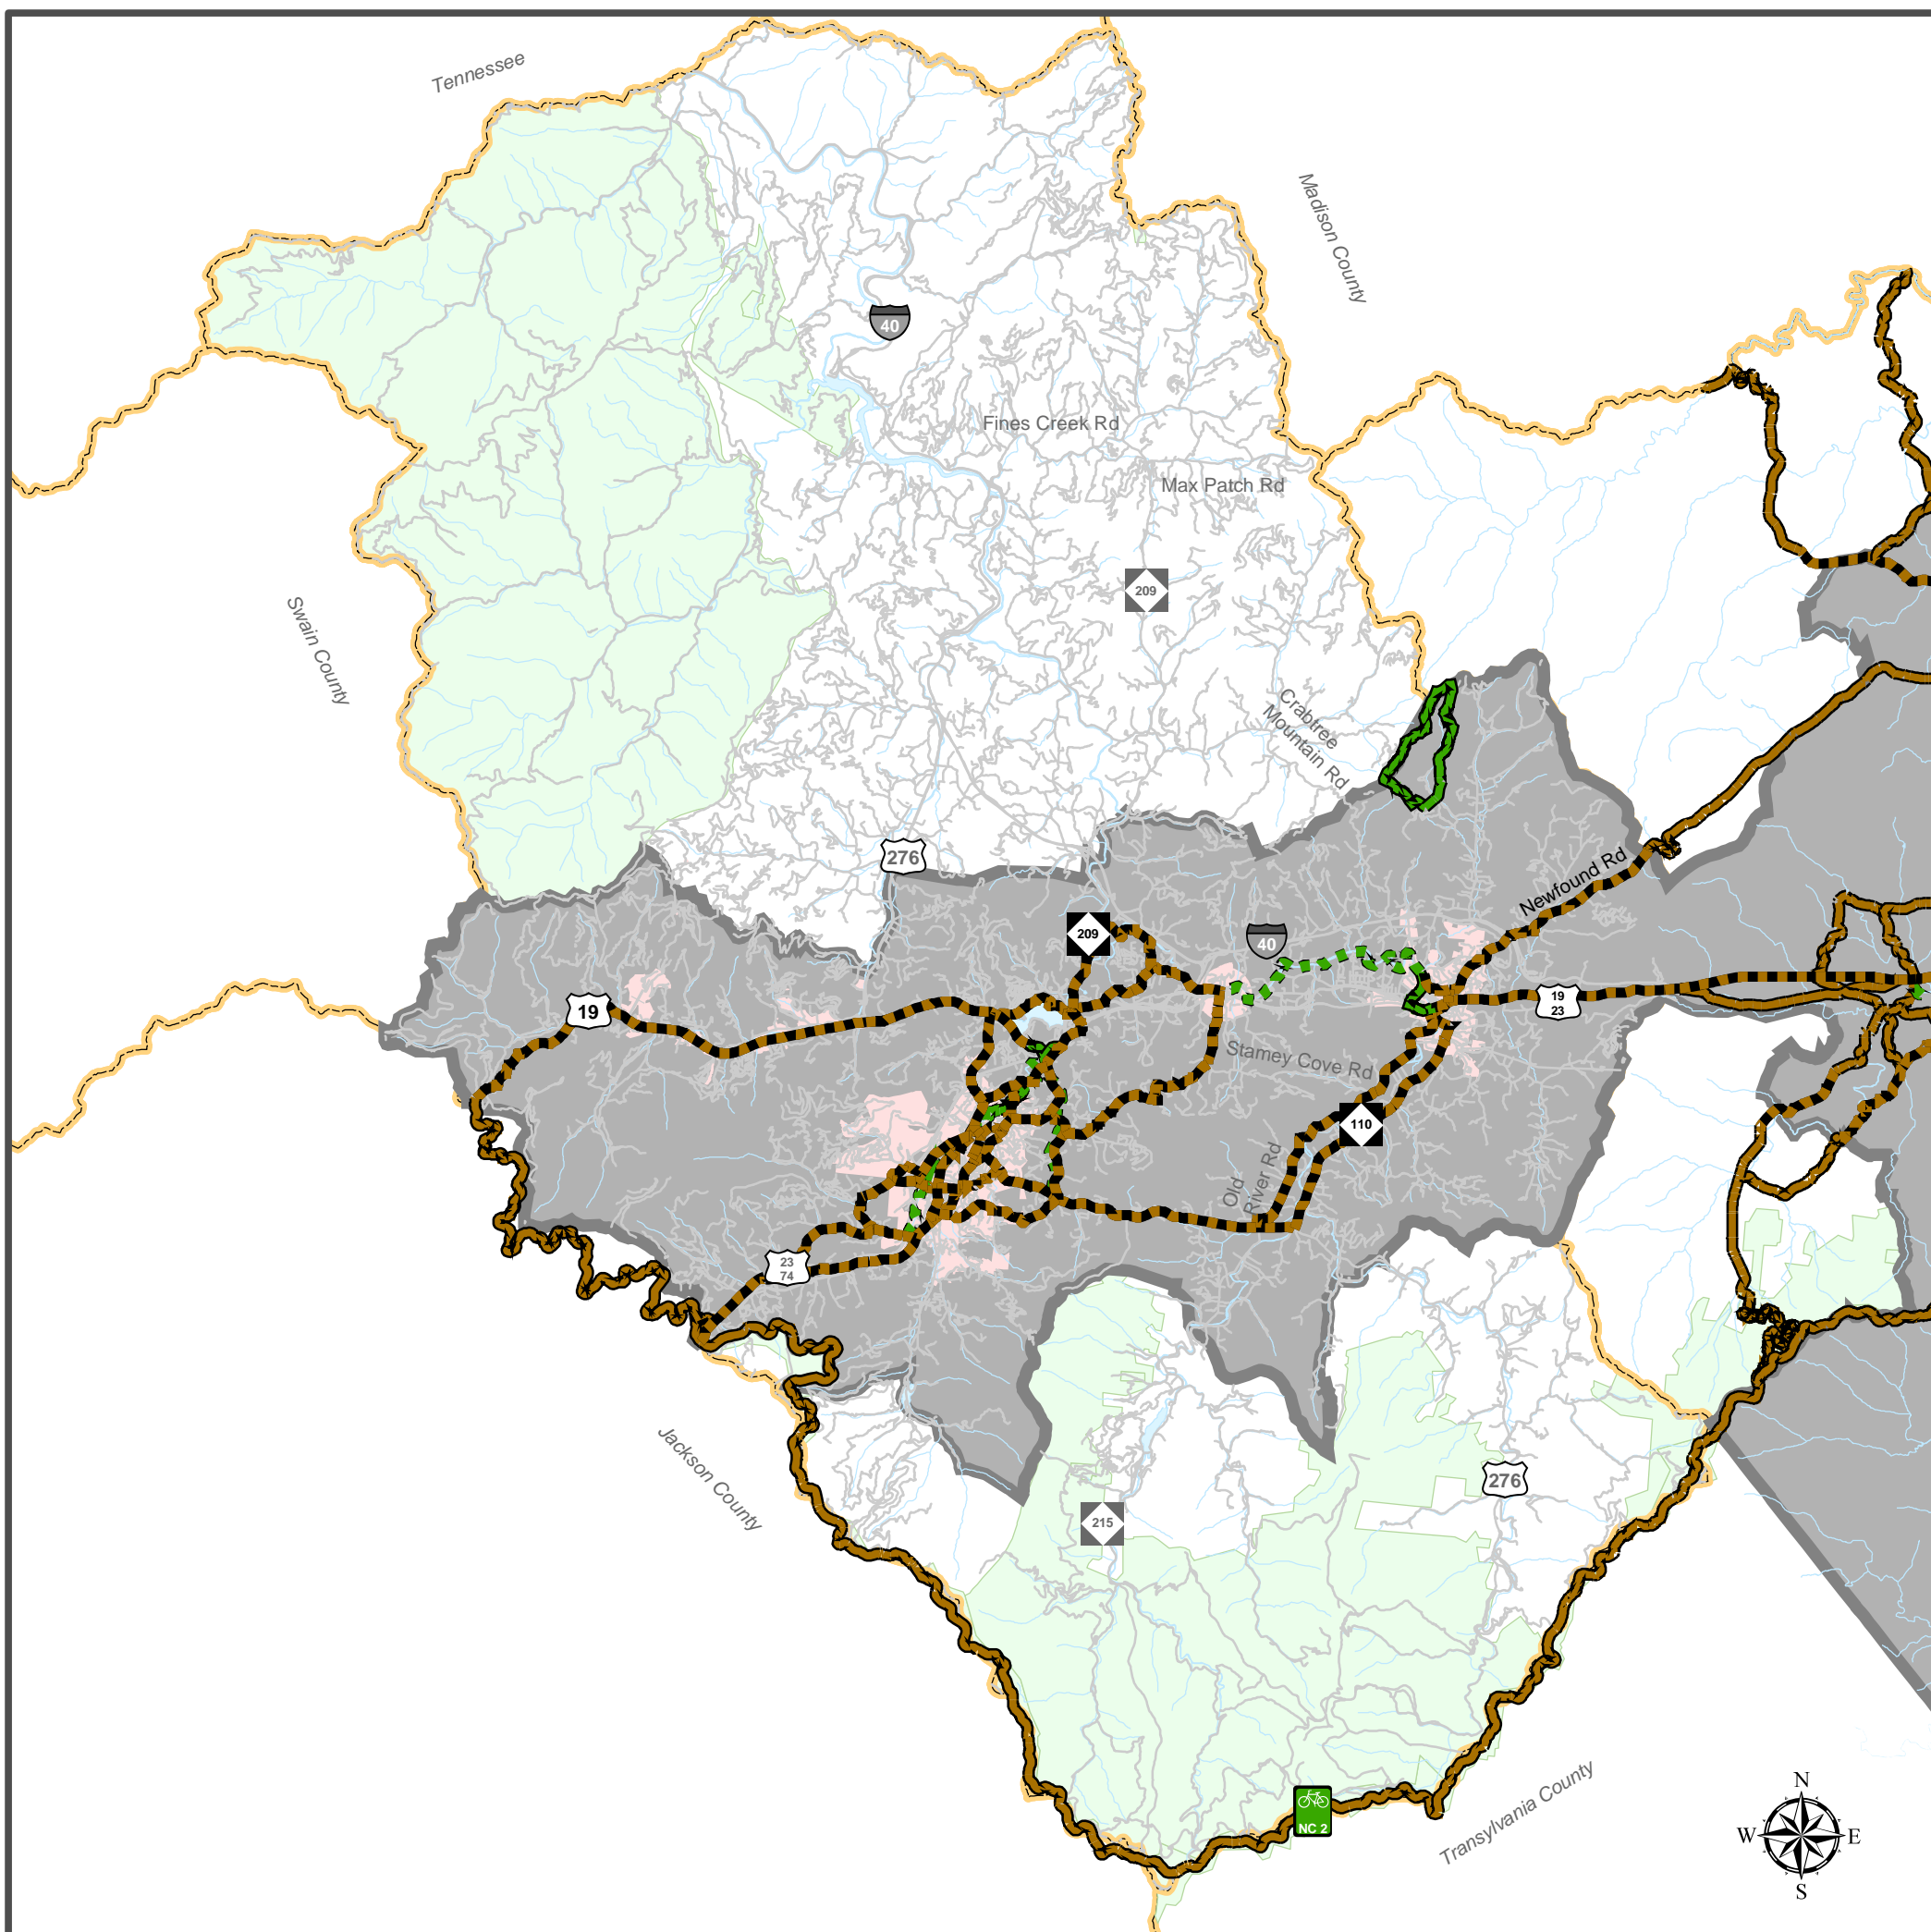 Tennessee
Madison County
40
Fines Creek Rd
Max Patch Rd
209
Swain County
Crabtree
Mountain Rd
276
Newfound Rd
209
40
19
19
23
Stamey Cove Rd
110
Old
River Rd
23
74
Jackson County
276
215
NC 2
Transylvania County
N
W
E
S